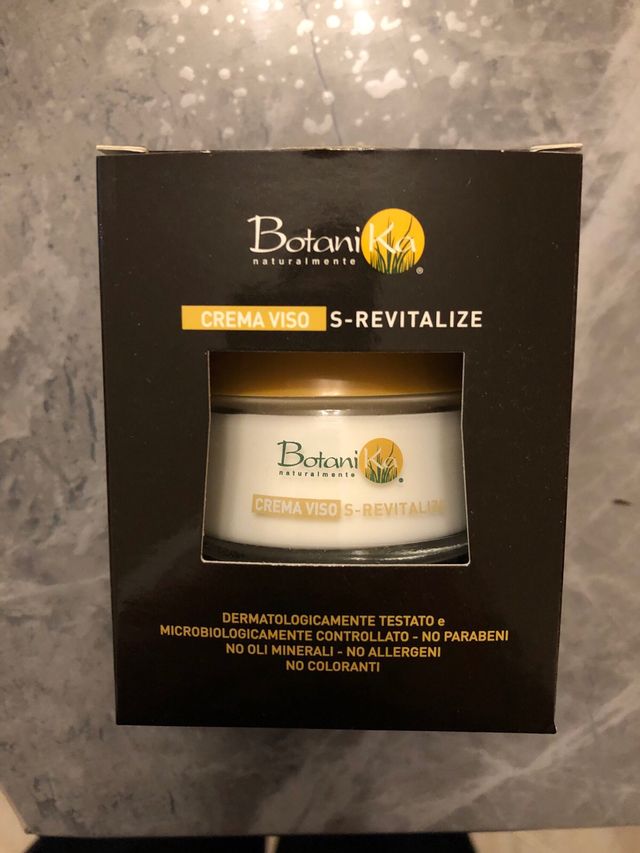 BotaniKa
naturalmente ®
CREMA VISO S-REVITALIZE
BotaniKa
naturalmente
CREMA VISO S-REVITALIZE
DERMATOLOGICAMENTE TESTATO e
MICROBIOLOGICAMENTE CONTROLLATO - NO PARABENI
NO OLI MINERALI - NO ALLERGENI
NO COLORANTI